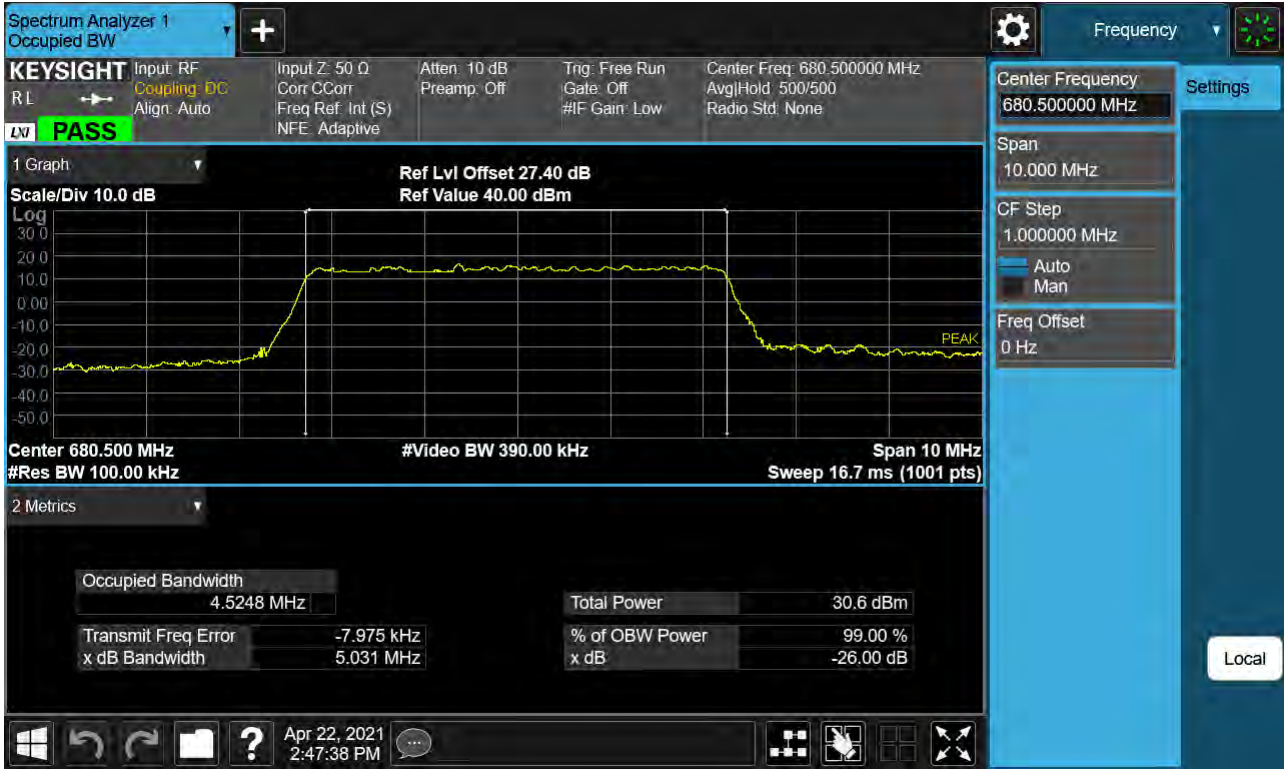 Spectrum Analyzer 1
Occupied BW
Frequency
KEYSIGHT
RL
LXI
PASS
Input: RF
Coupling: DC
Align: Auto
Input Z: 50 Ω
Corr CCorr
Freq Ref: Int (S)
NFE: Adaptive
Atten: 10 dB
Preamp: Off
Trig: Free Run
Gate: Off
#IF Gain: Low
Center Freq: 680.500000 MHz
Avg|Hold: 500/500
Radio Std: None
Center Frequency
680.500000 MHz
Settings
Span
10.000 MHz
CF Step
1.000000 MHz
Auto
Man
Freq Offset
0 Hz
Local
1 Graph
Scale/Div 10.0 dB
Ref Lvl Offset 27.40 dB
Ref Value 40.00 dBm
Log
30.0
20.0
10.0
0.00
-10.0
-20.0
-30.0
-40.0
-50.0
PEAK
Center 680.500 MHz
#Video BW 390.00 kHz
Span 10 MHz
#Res BW 100.00 kHz
Sweep 16.7 ms (1001 pts)
2 Metrics
Occupied Bandwidth
4.5248 MHz
Total Power 30.6 dBm
Transmit Freq Error -7.975 kHz
% of OBW Power 99.00 %
x dB Bandwidth 5.031 MHz
x dB -26.00 dB
?
Apr 22, 2021
2:47:38 PM